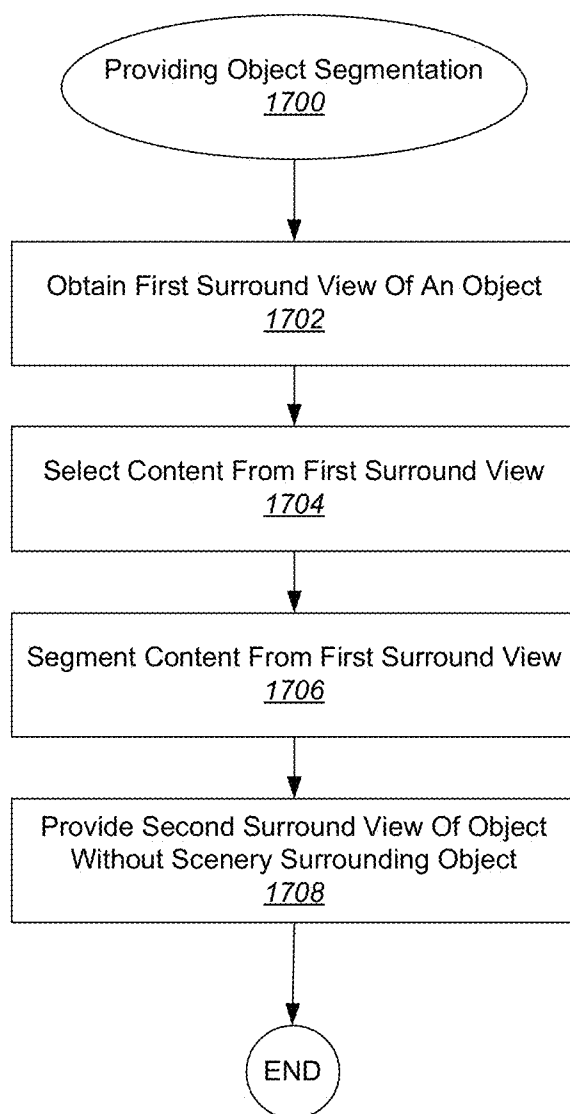 Providing Object Segmentation
1700
Obtain First Surround View Of An Object
1702
Select Content From First Surround View
1704
Segment Content From First Surround View
1706
Provide Second Surround View Of Object
Without Scenery Surrounding Object
1708
END